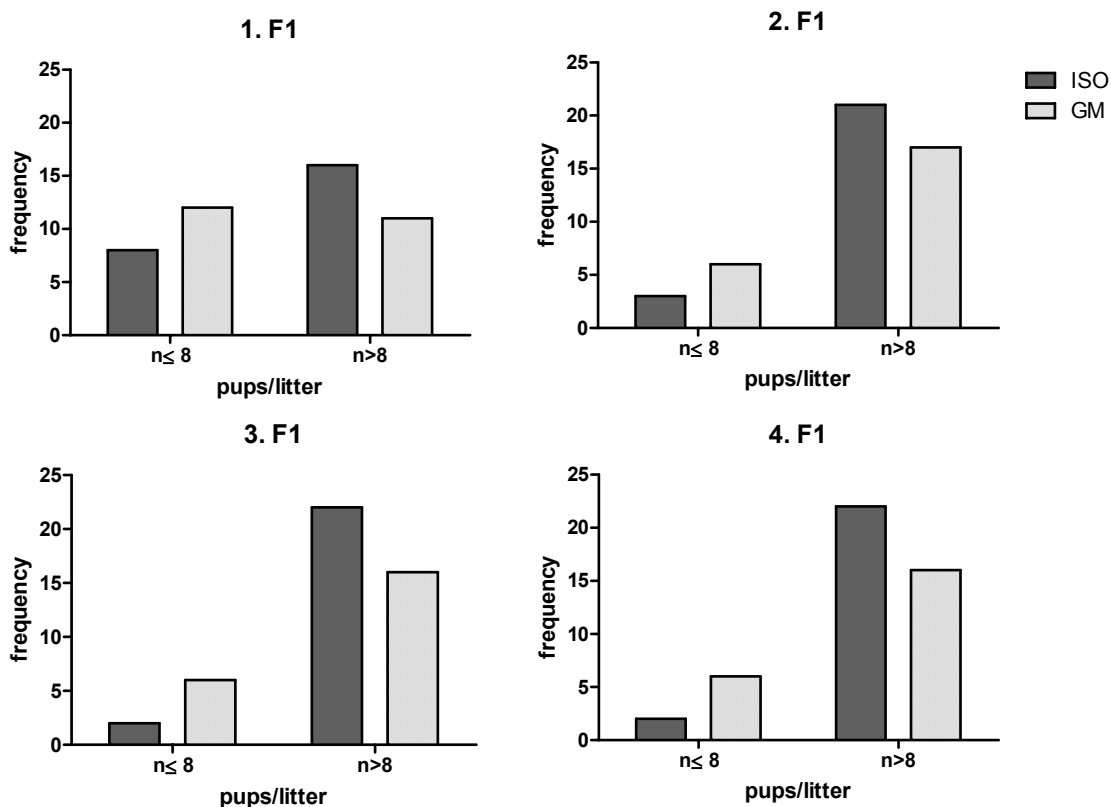 1. F1
25
20
15
10
5
0
frequency
n≤ 8
n>8
pups/litter
2. F1
25
20
15
10
5
0
frequency
n≤ 8
n>8
pups/litter
ISO
GM
3. F1
25
20
15
10
5
0
frequency
n≤ 8
n>8
pups/litter
4. F1
25
20
15
10
5
0
frequency
n≤ 8
n>8
pups/litter